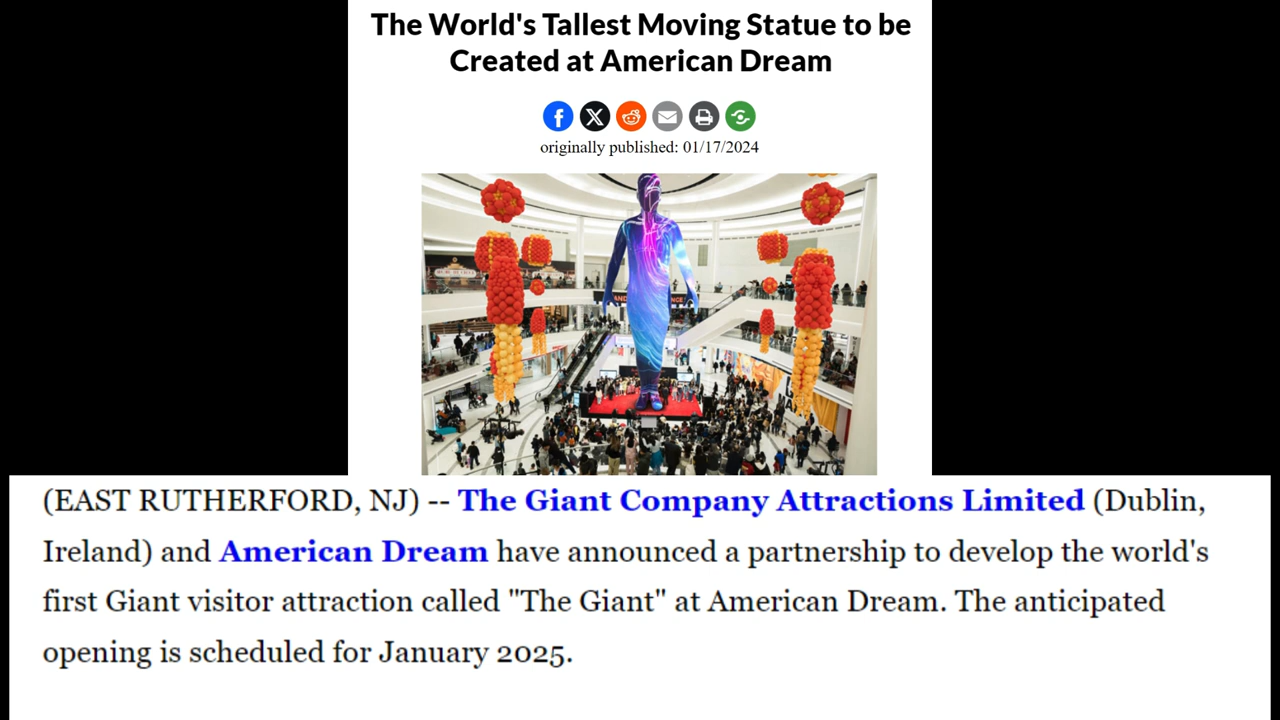 The World's Tallest Moving Statue to be
Created at American Dream
originally published: 01/17/2024
(EAST RUTHERFORD, NJ) -- The Giant Company Attractions Limited (Dublin,
Ireland) and American Dream have announced a partnership to develop the world's
first Giant visitor attraction called "The Giant" at American Dream. The anticipated
opening is scheduled for January 2025.